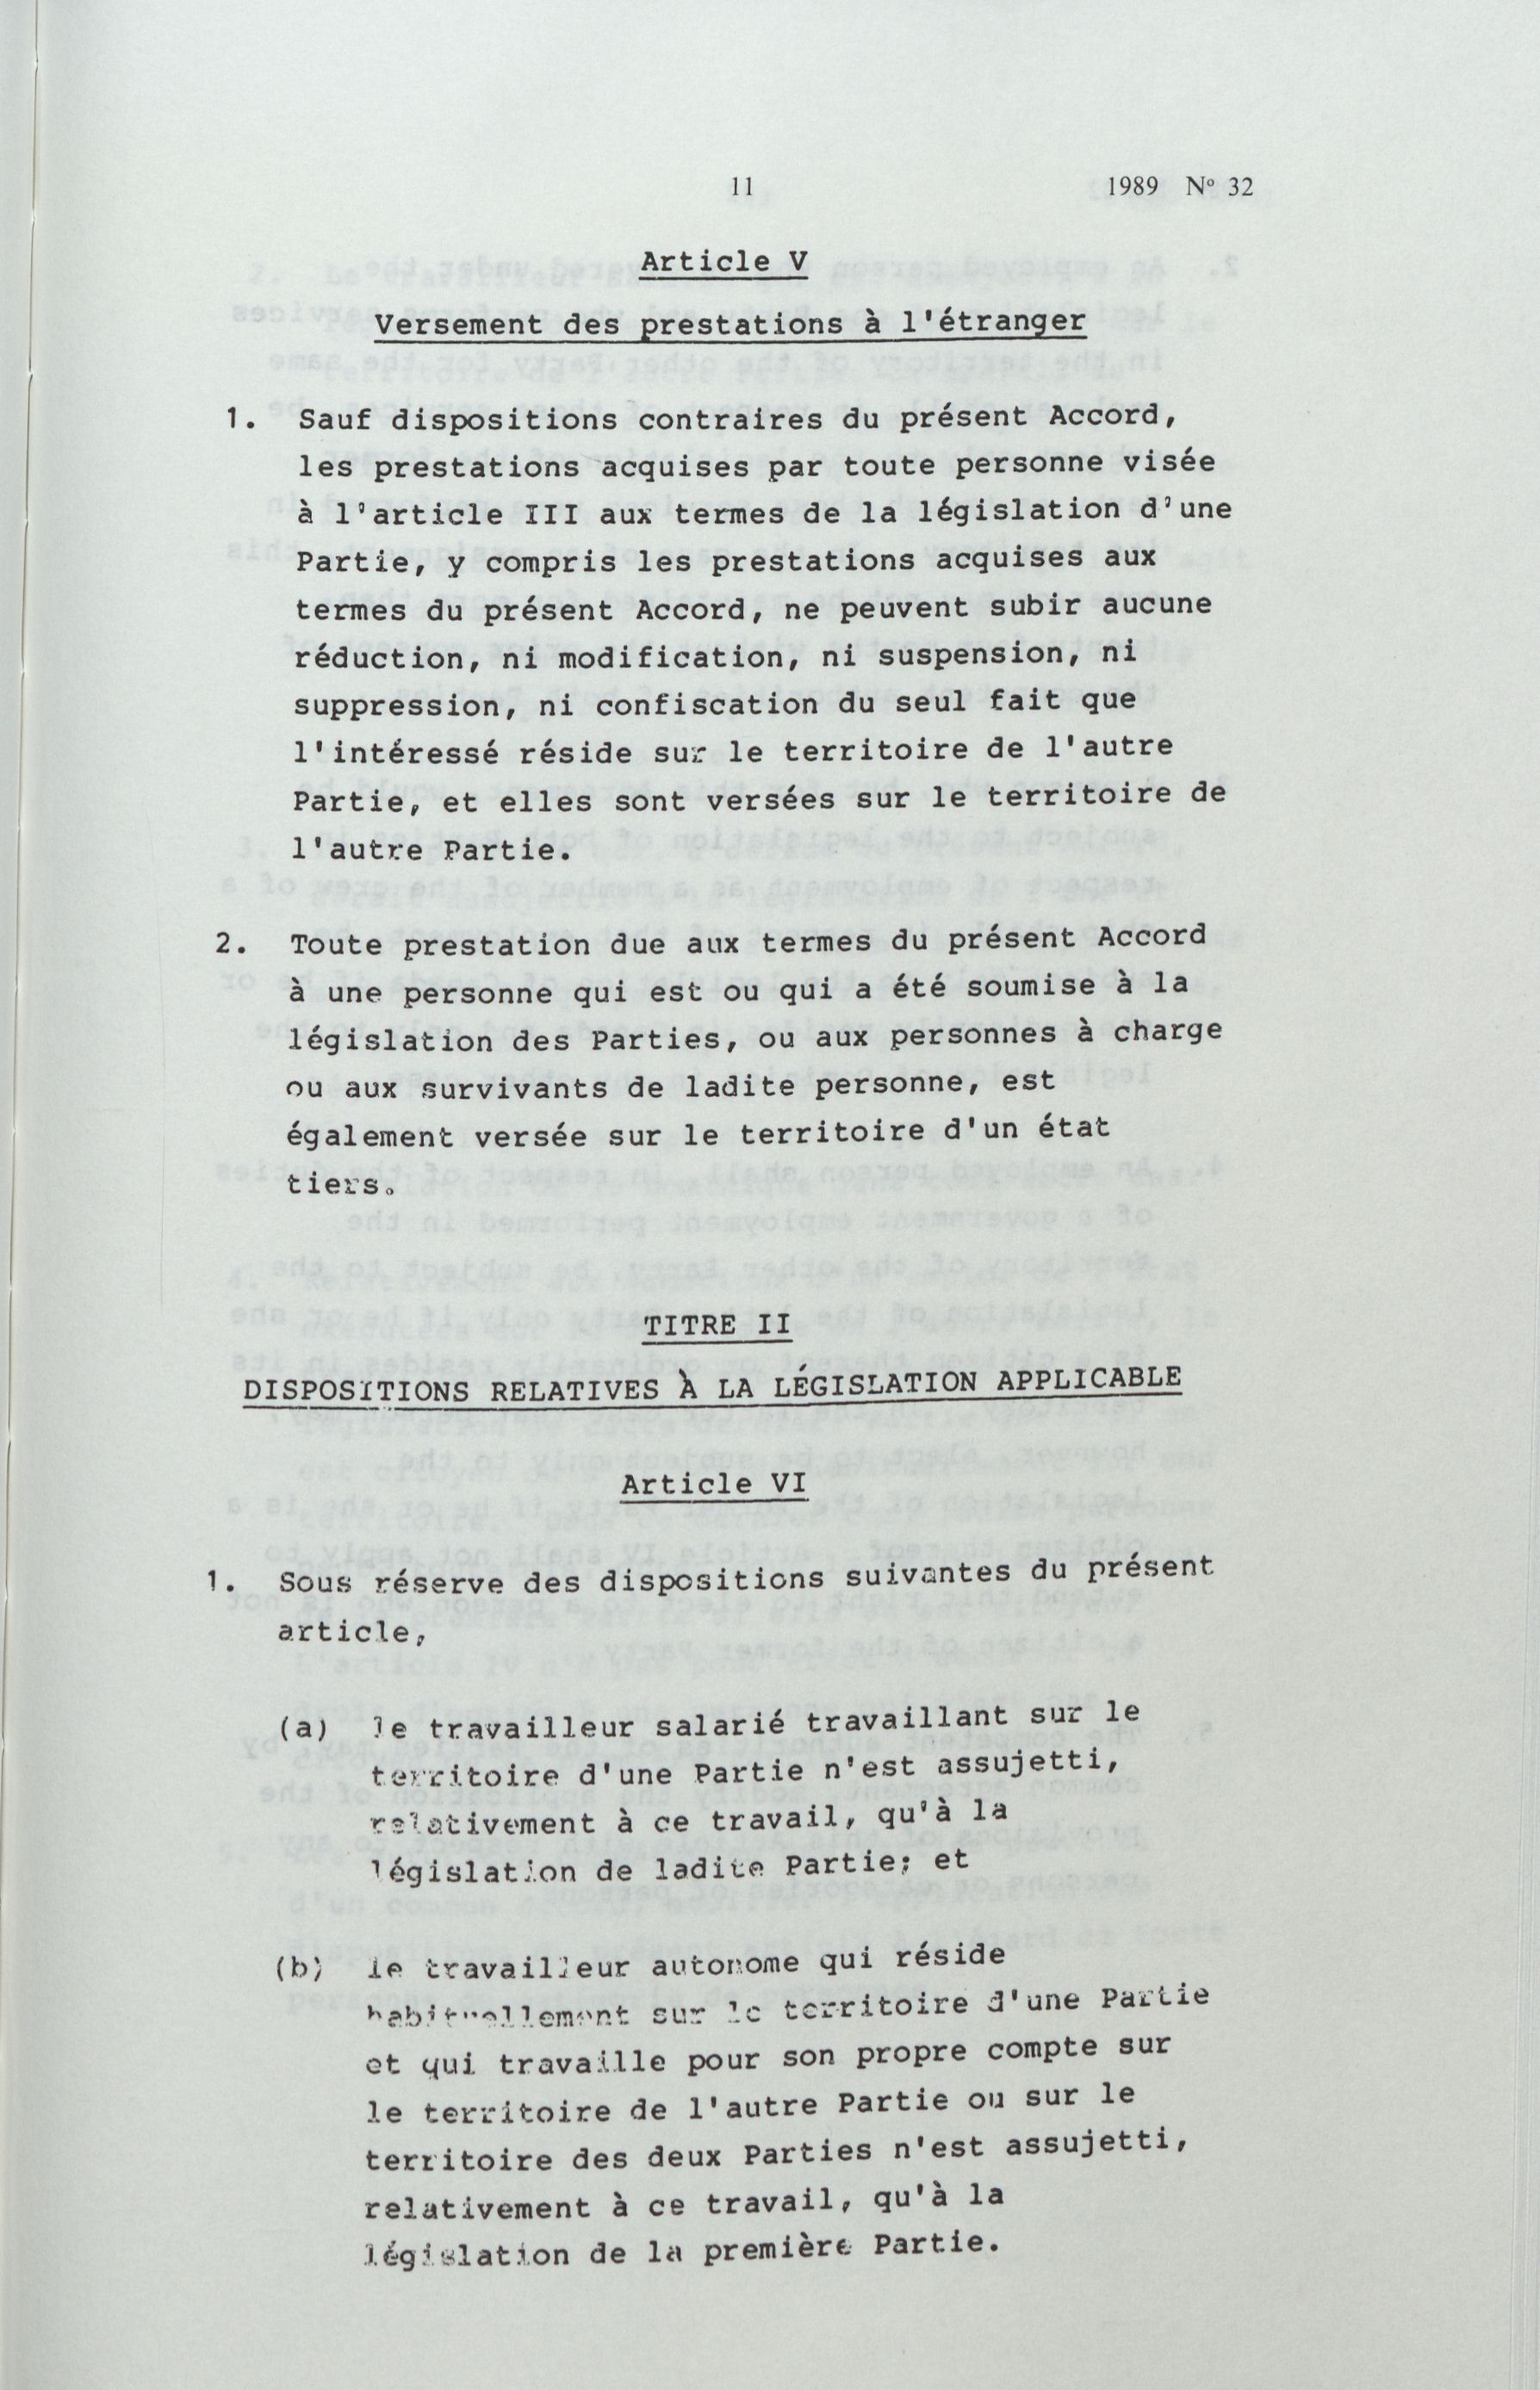 11 1989 Nº 32
Article V
Versement des prestations à l'étranger
1. Sauf dispositions contraires du présent Accord,
les prestations acquises par toute personne visée
à l'article III aux termes de la législation d'une
Partie, y compris les prestations acquises aux
termes du présent Accord, ne peuvent subir aucune
réduction, ni modification, ni suspension, ni
suppression, ni confiscation du seul fait que
l'intéressé réside sur le territoire de l'autre
Partie, et elles sont versées sur le territoire de
l'autre Partie.
2. Toute prestation due aux termes du présent Accord
à une personne qui est ou qui a été soumise à la
législation des Parties, ou aux personnes à charge
ou aux survivants de ladite personne, est
également versée sur le territoire d'un état
tiers.
TITRE II
DISPOSITIONS RELATIVES À LA LÉGISLATION APPLICABLE
Article VI
1. Sous réserve des dispositions suivantes du présent
article,
(a) le travailleur salarié travaillant sur le
territoire d'une Partie n'est assujetti,
relativement à ce travail, qu'à la
législation de ladite Partie; et
(b) le travailleur autonome qui réside
habituellement sur le territoire d'une Partie
et qui travaille pour son propre compte sur
le territoire de l'autre Partie ou sur le
territoire des deux Parties n'est assujetti,
relativement à ce travail, qu'à la
législation de la première Partie.